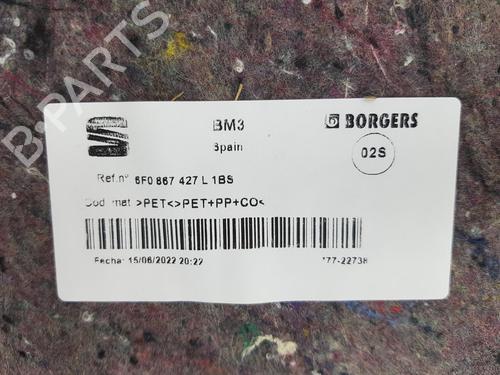 B-PARTS
BM3
Spain
BORGERS
02S
Ref.nº 6F0 867 427 L 1BS
Cod mat >PET<>PET+PP+CO<
Fecha: 15/06/2022 20:22
*77-22738